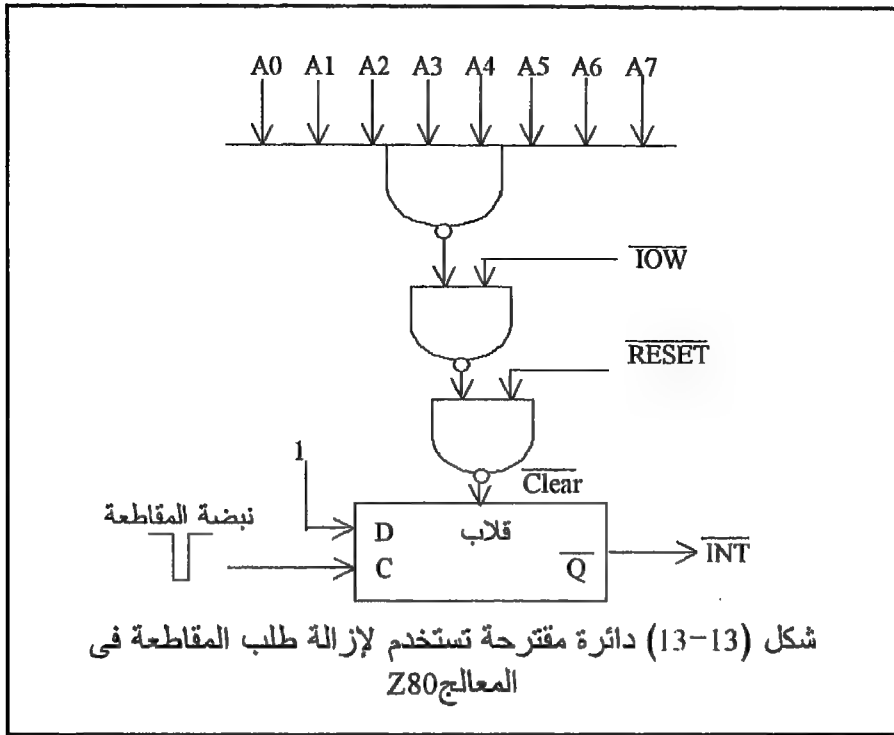 A0 A1 A2 A3 A4 A5 A6 A7
IOW
RESET
1
Clear
نبضة المقاطعة
D قلاب
Q INT
C
شكل (13-13) دائرة مقترحة تستخدم لإزالة طلب المقاطعة فى
المعالجZ80